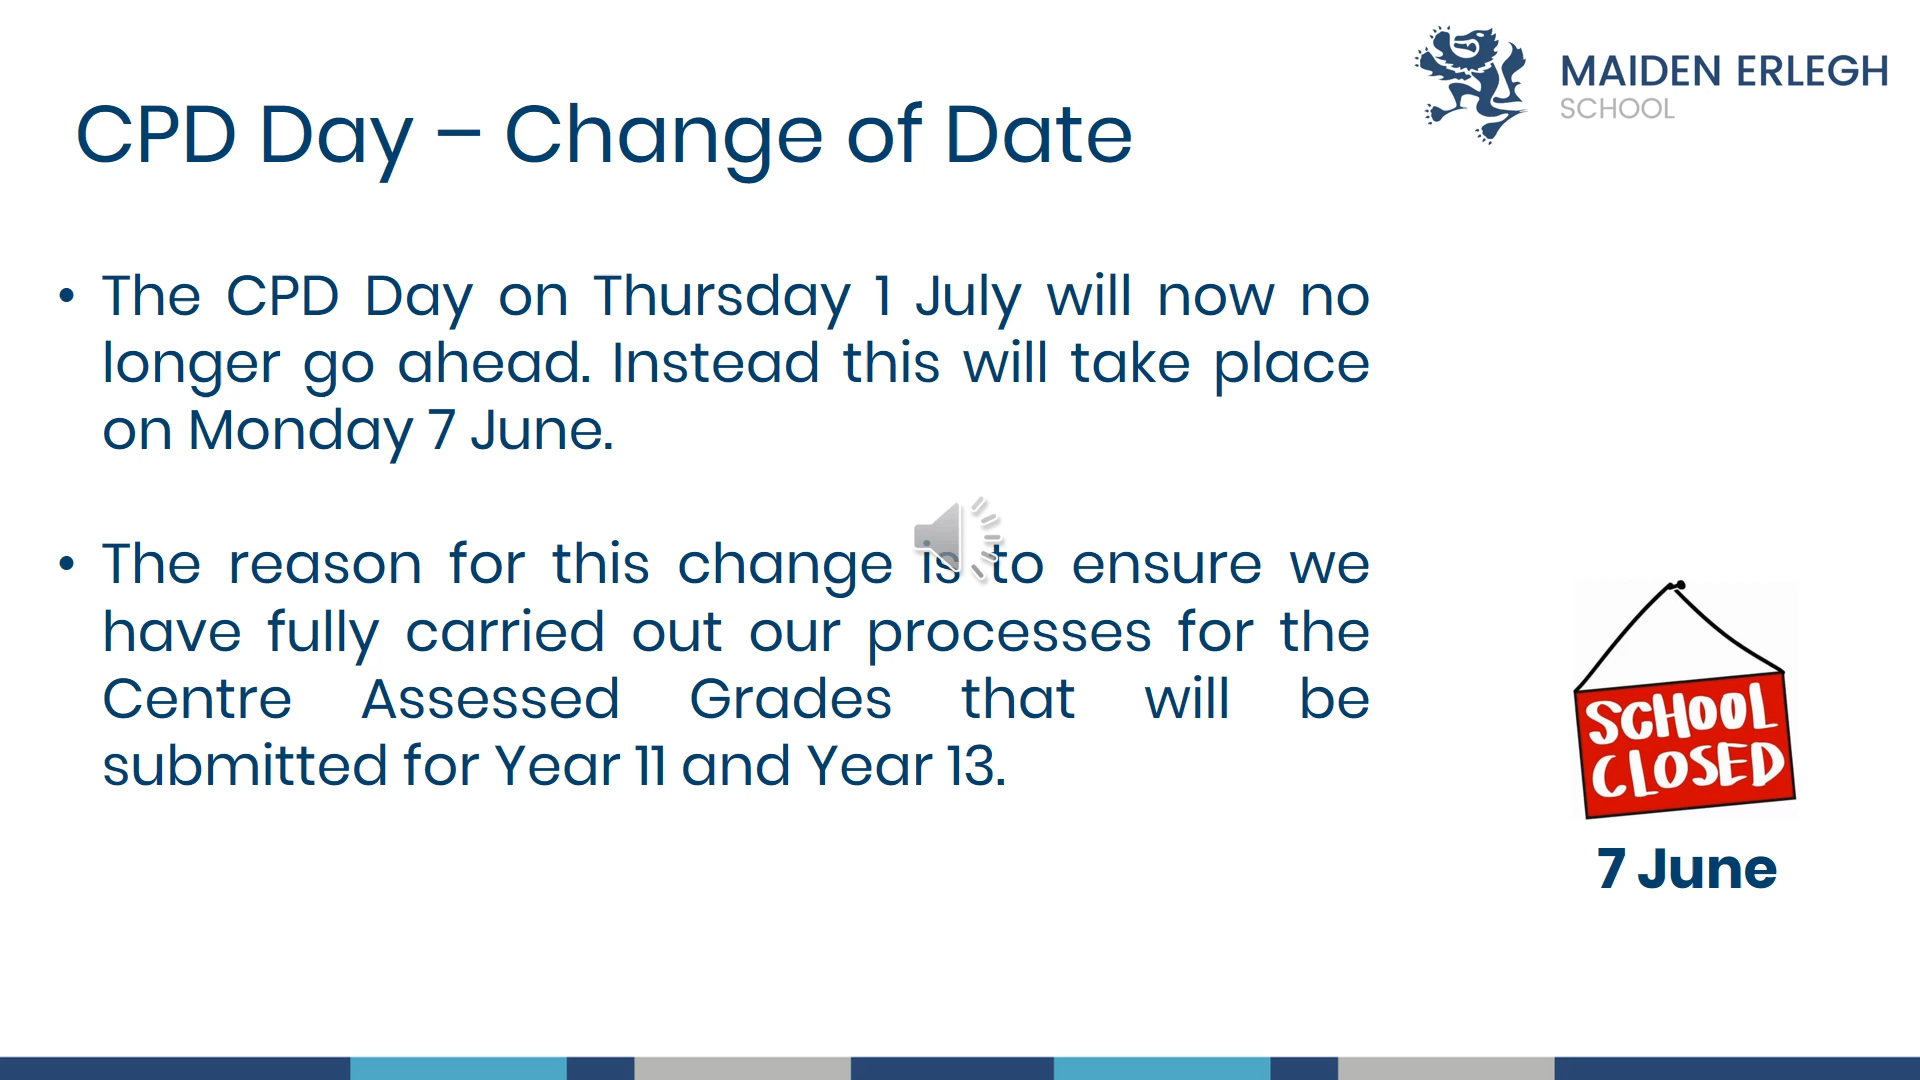 MAIDEN ERLEGH
SCHOOL
CPD Day – Change of Date
• The CPD Day on Thursday 1 July will now no
longer go ahead. Instead this will take place
on Monday 7 June.
• The reason for this change is to ensure we
have fully carried out our processes for the
Centre Assessed Grades that will be
submitted for Year 11 and Year 13.
SCHOOL
CLOSED
7 June